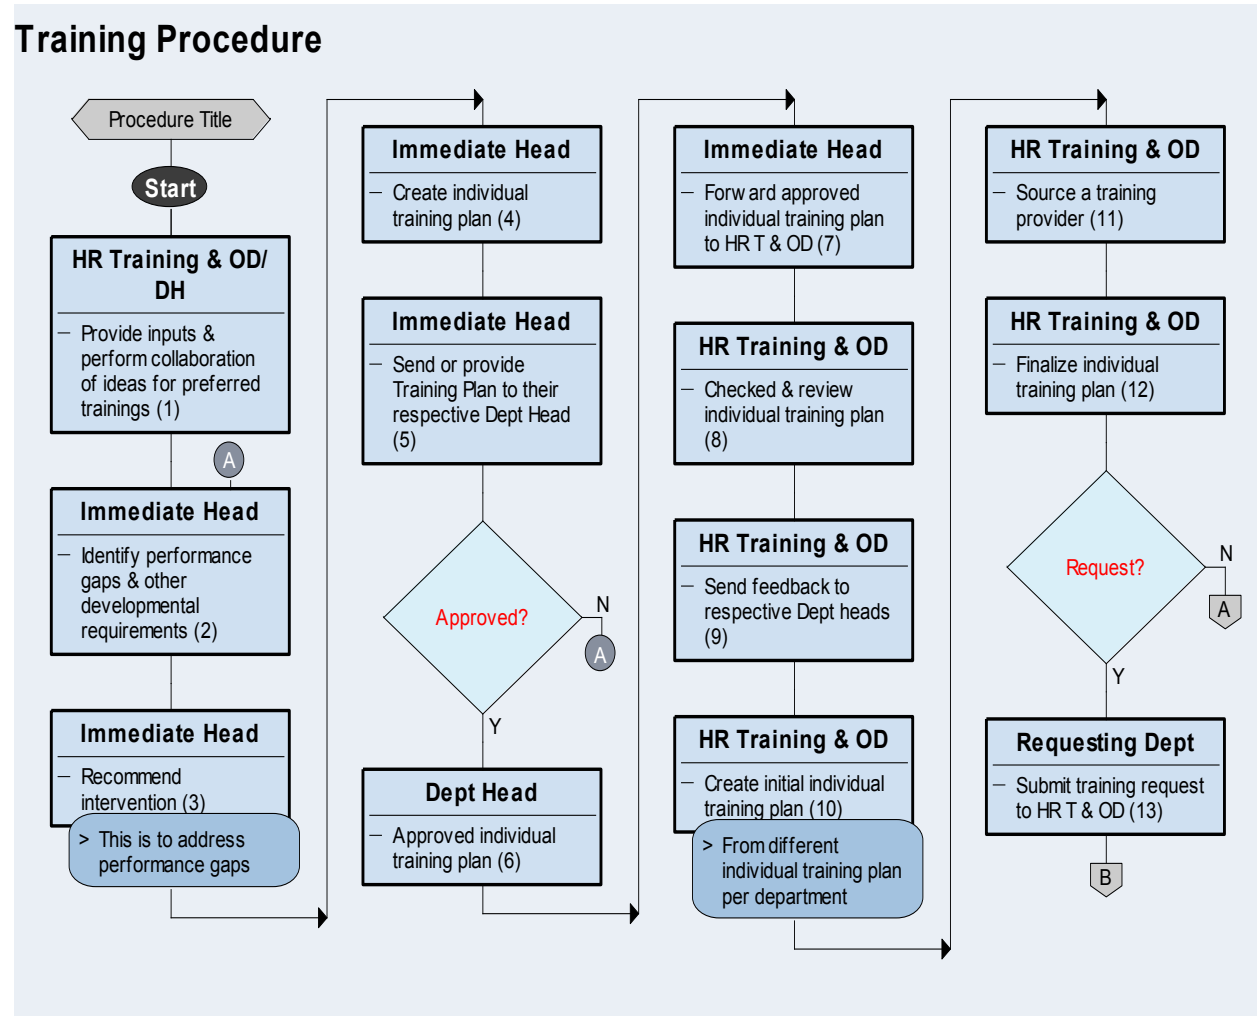 Training Procedure
Procedure Title
Start
HR Training & OD/
DH
– Provide inputs &
perform collaboration
of ideas for preferred
trainings (1)
A
Immediate Head
– Identify performance
gaps & other
developmental
requirements (2)
Immediate Head
– Recommend
intervention (3)
> This is to address
performance gaps
Immediate Head
– Create individual
training plan (4)
Immediate Head
– Send or provide
Training Plan to their
respective Dept Head
(5)
Approved?
N
A
Y
Dept Head
– Approved individual
training plan (6)
Immediate Head
– Forward approved
individual training plan
to HR T & OD (7)
HR Training & OD
– Checked & review
individual training plan
(8)
HR Training & OD
– Send feedback to
respective Dept heads
(9)
HR Training & OD
– Create initial individual
training plan (10)
> From different
individual training plan
per department
HR Training & OD
– Source a training
provider (11)
HR Training & OD
– Finalize individual
training plan (12)
Request?
N
A
Y
Requesting Dept
– Submit training request
to HR T & OD (13)
B